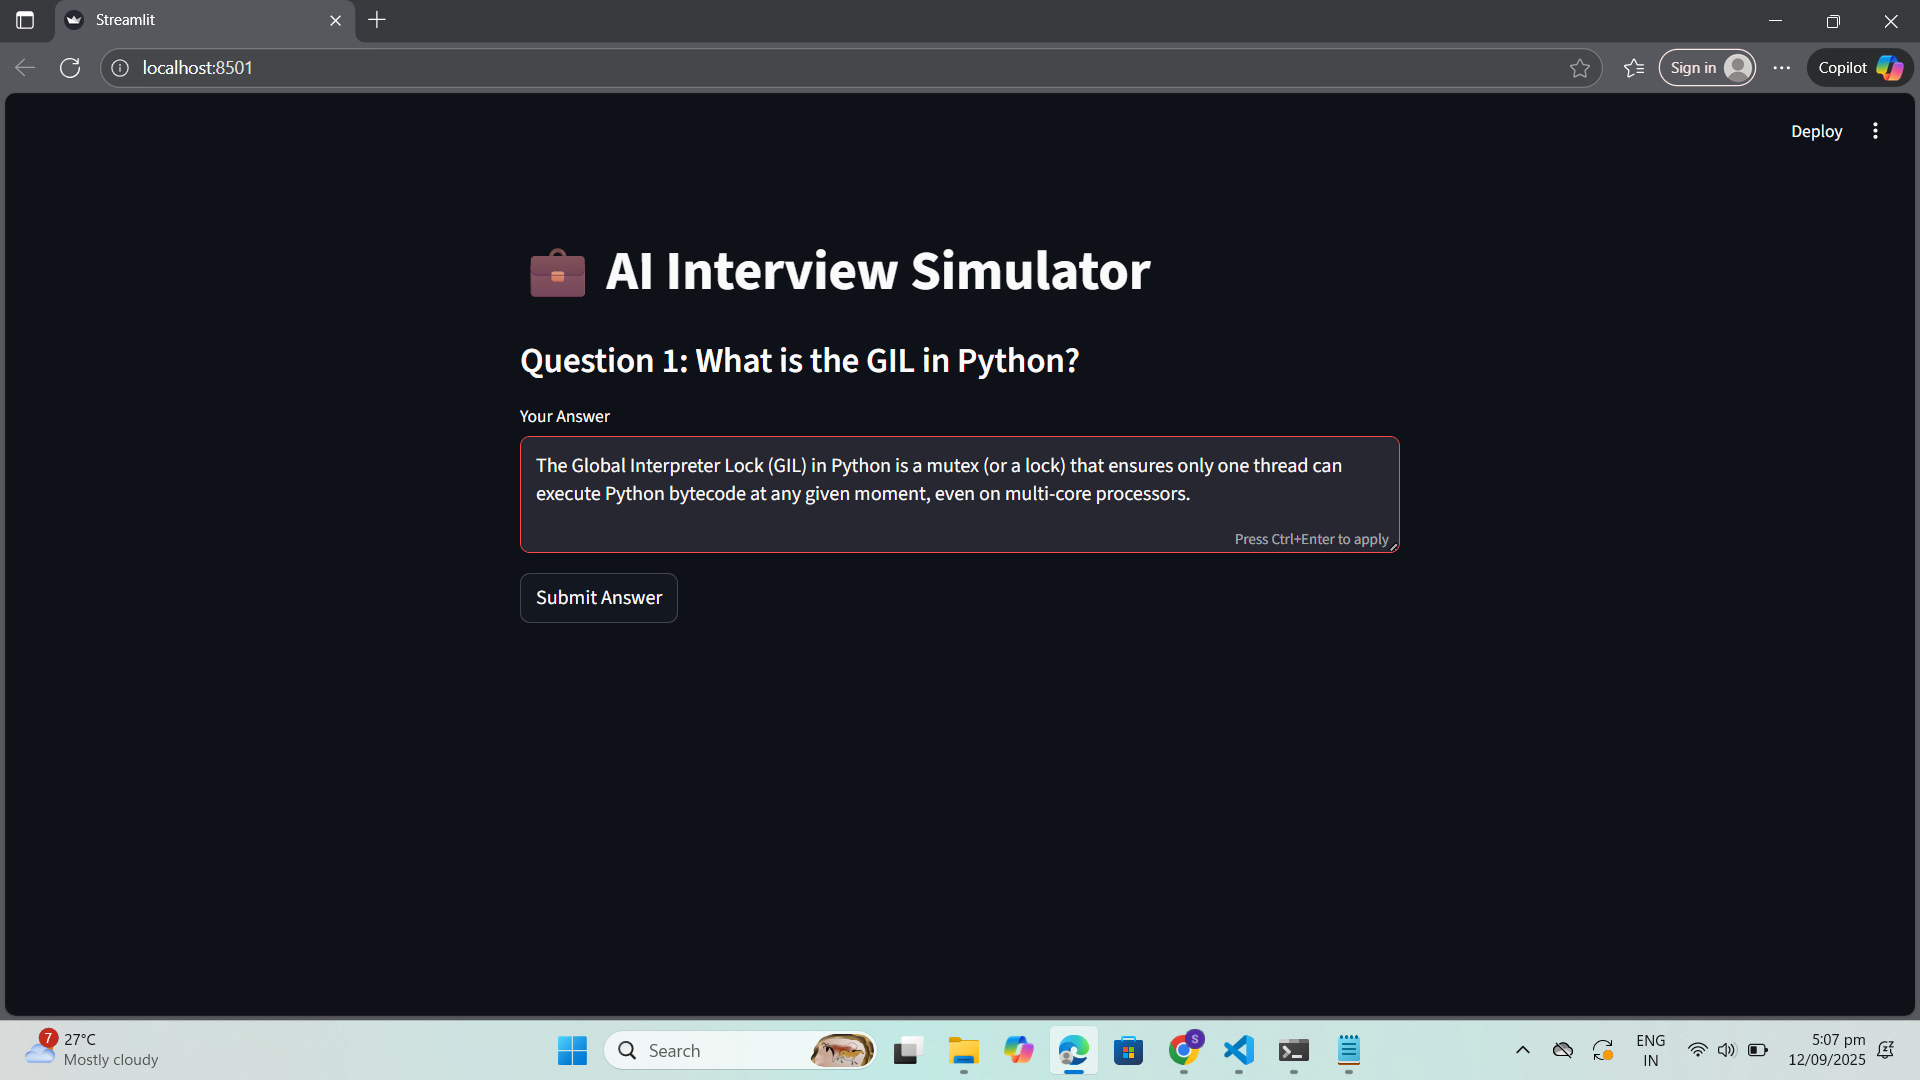 Streamlit
localhost:8501
Sign in
Copilot
Deploy
AI Interview Simulator
Question 1: What is the GIL in Python?
Your Answer
The Global Interpreter Lock (GIL) in Python is a mutex (or a lock) that ensures only one thread can
execute Python bytecode at any given moment, even on multi-core processors.
Press Ctrl+Enter to apply
Submit Answer
7
27°C
Mostly cloudy
Search
S
ENG
IN
5:07 pm
12/09/2025